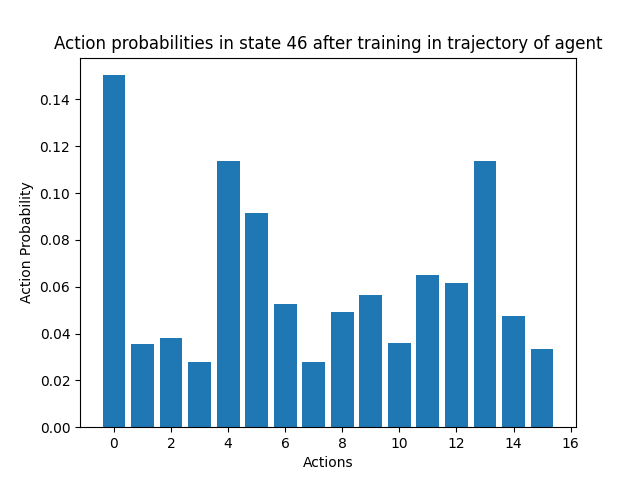 Action probabilities in state 46 after training in trajectory of agent
0.14
0.12
0.10
0.08
0.06
0.04
0.02
0.00
Action Probability
0 2 4 6 8 10 12 14 16
Actions